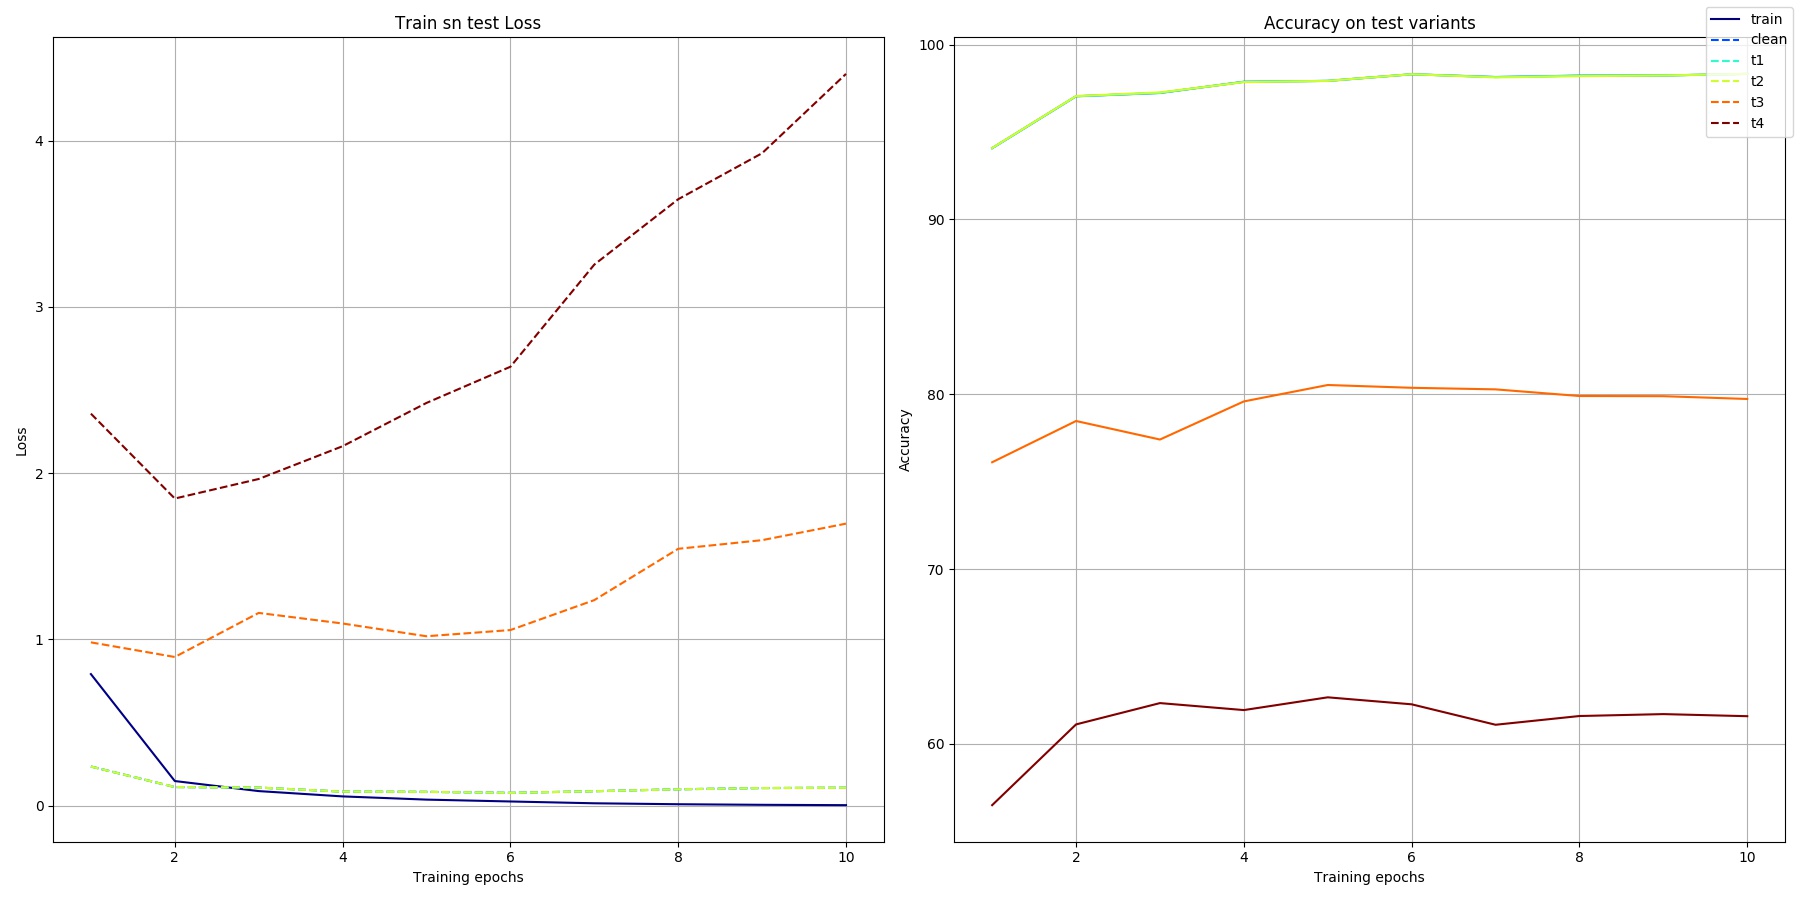 Train sn test Loss
4
3
2
1
0
Loss
2
4
6
8
10
Training epochs
Accuracy on test variants
100
90
80
70
60
Accuracy
2
4
6
8
10
Training epochs
train
clean
t1
t2
t3
t4